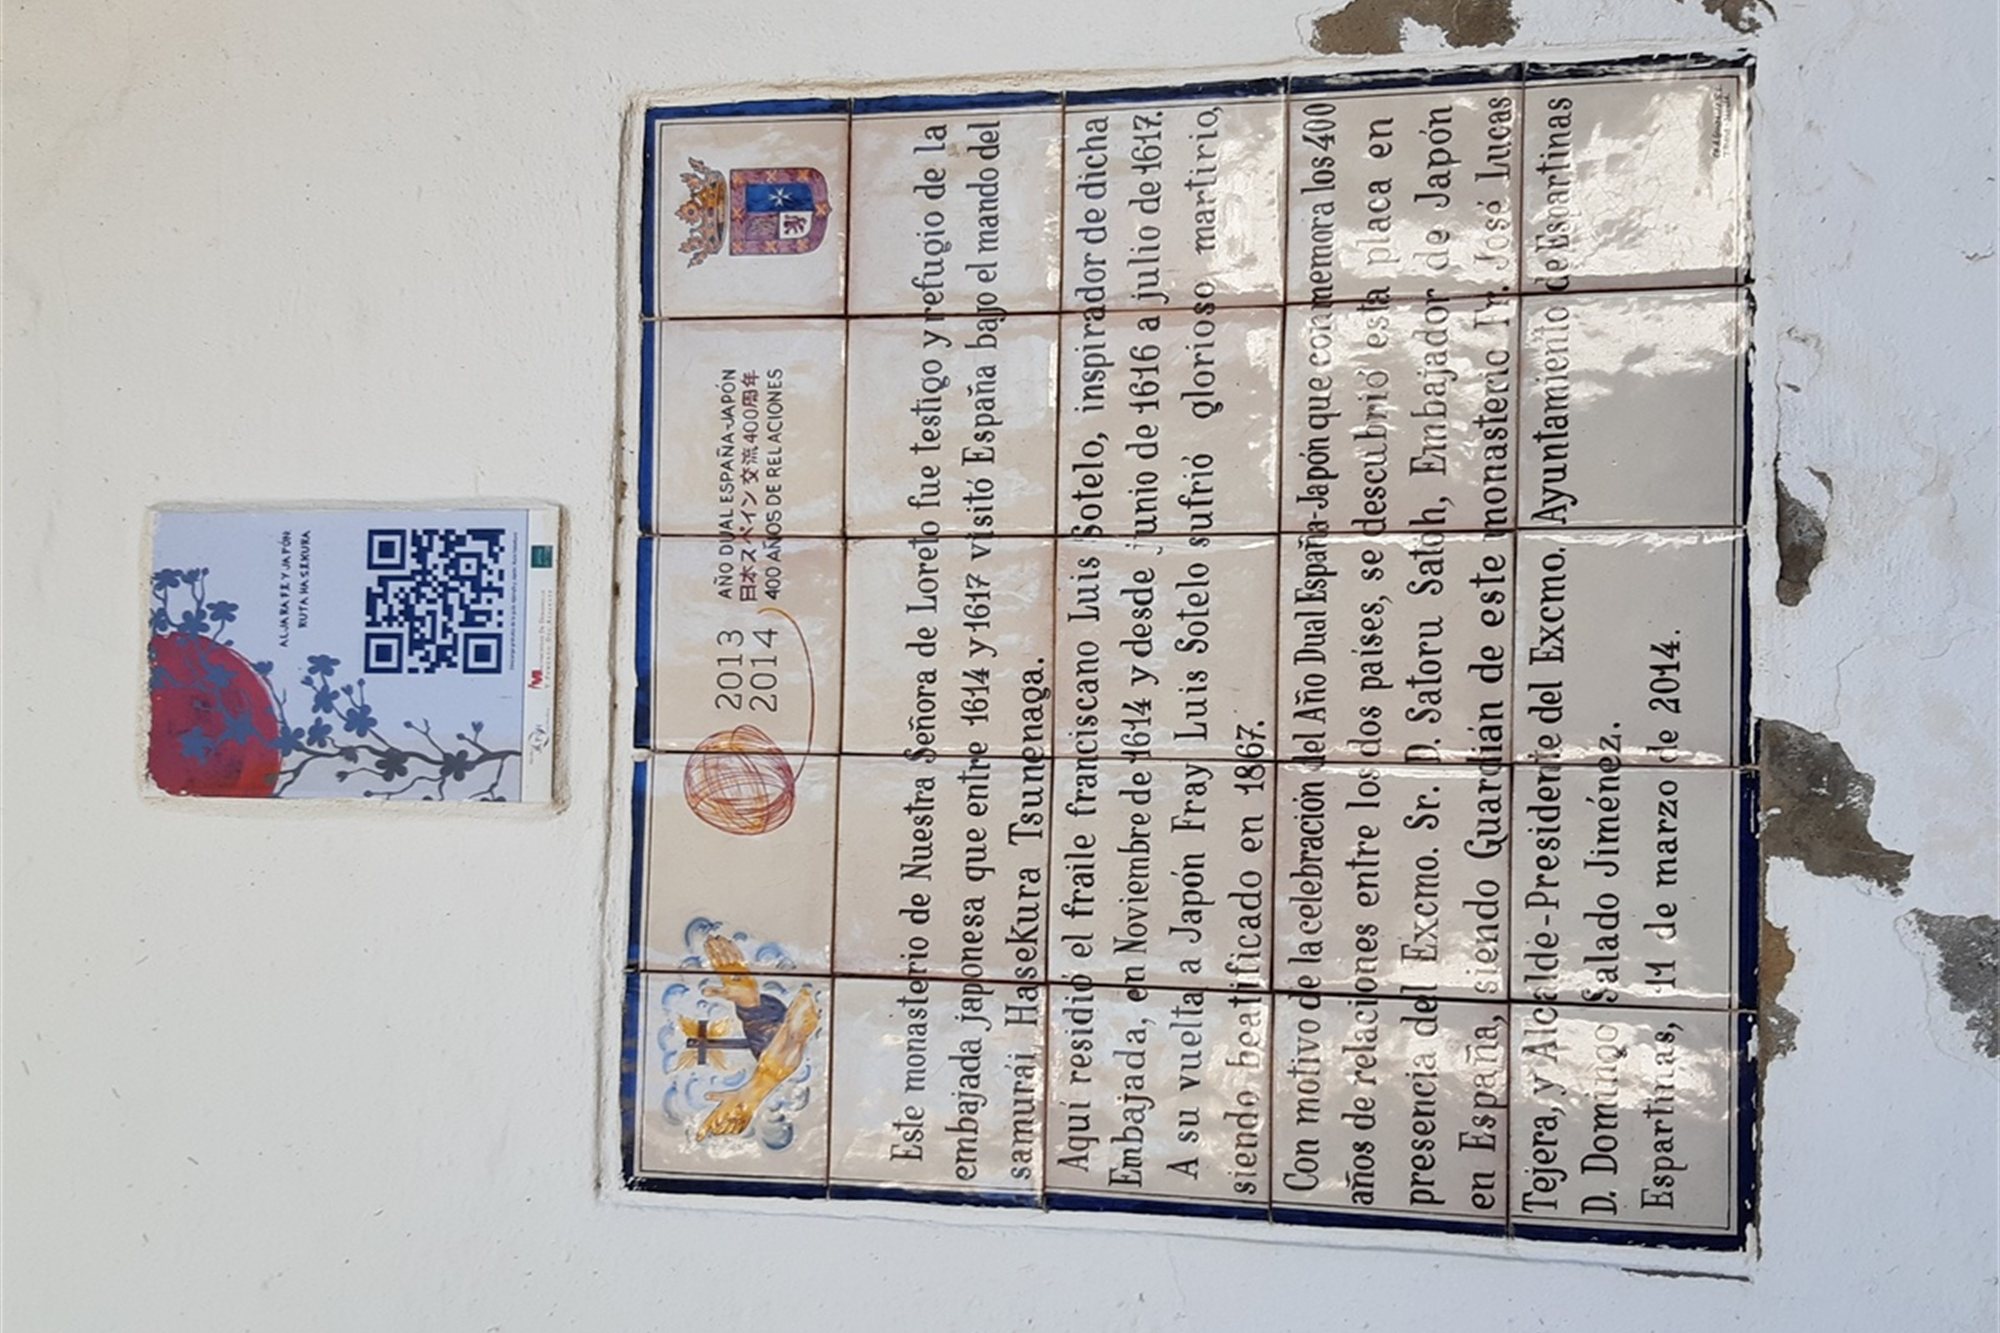 ALJARAFE Y JAPÓN
RUTA HASEKURA
2013
2014
AÑO DUAL ESPAÑA-JAPÓN
日本スペイン交流400周年
400 AÑOS DE RELACIONES
Este monasterio de Nuestra Señora de Loreto fue testigo y refugio de la
embajada japonesa que entre 1614 y 1617 visitó España bajo el mando del
samurái Hasekura Tsunenaga.
Aquí residió el fraile franciscano Luis Sotelo, inspirador de dicha
Embajada, en Noviembre de 1614 y desde junio de 1616 a julio de 1617.
A su vuelta a Japón Fray Luis Sotelo sufrió glorioso martirio,
siendo beatificado en 1867.
Con motivo de la celebración del Año Dual España-Japón que conmemora los 400
años de relaciones entre los dos países, se descubrió esta placa en
presencia del Excmo. Sr. D. Satoru Satoh, Embajador de Japón
en España, siendo Guardián de este monasterio Fr. José Lucas
Tejera, y Alcalde-Presidente del Excmo. Ayuntamiento de Espartinas
D. Domingo Salado Jiménez.
Espartinas, 11 de marzo de 2014.